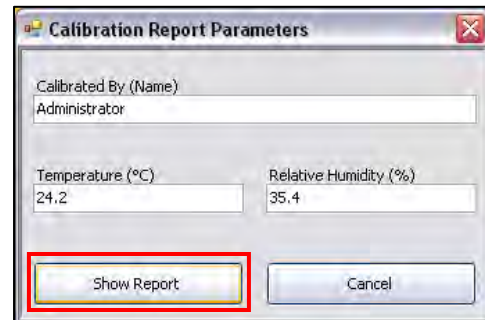 Calibration Report Parameters
Calibrated By (Name)
Administrator
Temperature (°C) Relative Humidity (%)
24.2 35.4
Show Report Cancel